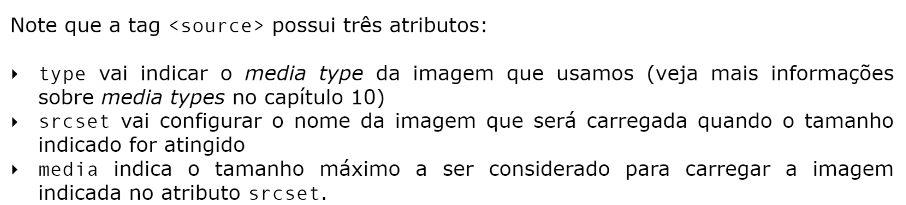 Note que a tag <source> possui três atributos:
‣ type vai indicar o media type da imagem que usamos (veja mais informações
sobre media types no capítulo 10)
‣ srcset vai configurar o nome da imagem que será carregada quando o tamanho
indicado for atingido
‣ media indica o tamanho máximo a ser considerado para carregar a imagem
indicada no atributo srcset.